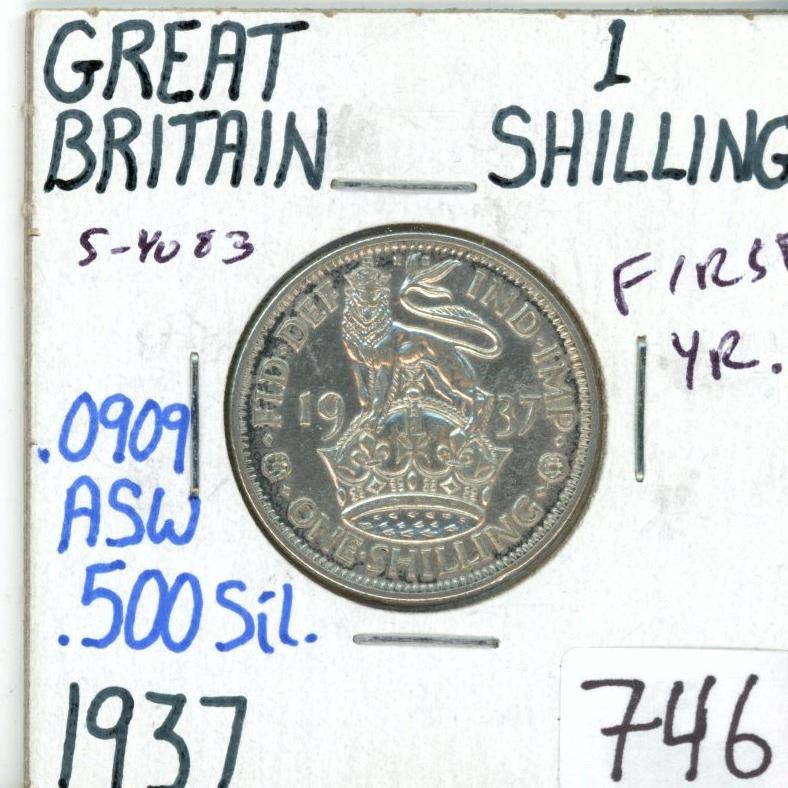 GREAT
BRITAIN
1
SHILLING
S-4083
FIRST
YR.
FID·DEF
IND·IMP
19 37
ONE·SHILLING
.0909
ASW
.500 Sil.
1937
746